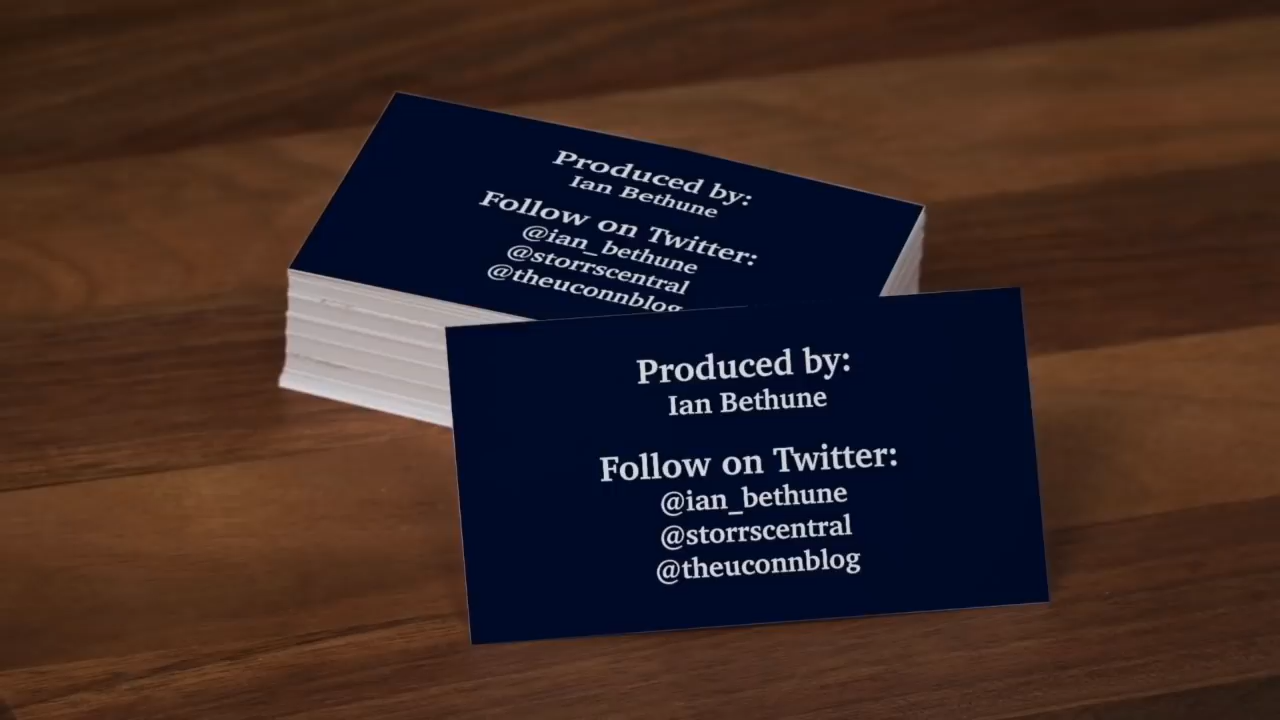 Produced by:
Ian Bethune
Follow on Twitter:
@ian_bethune
@storrscentral
@theuconnblog
Produced by:
Ian Bethune
Follow on Twitter:
@ian_bethune
@storrscentral
@theuconnblog